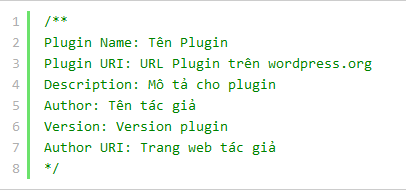 1 /**
2 Plugin Name: Tên Plugin
3 Plugin URI: URL Plugin trên wordpress.org
4 Description: Mô tả cho plugin
5 Author: Tên tác giả
6 Version: Version plugin
7 Author URI: Trang web tác giả
8 */